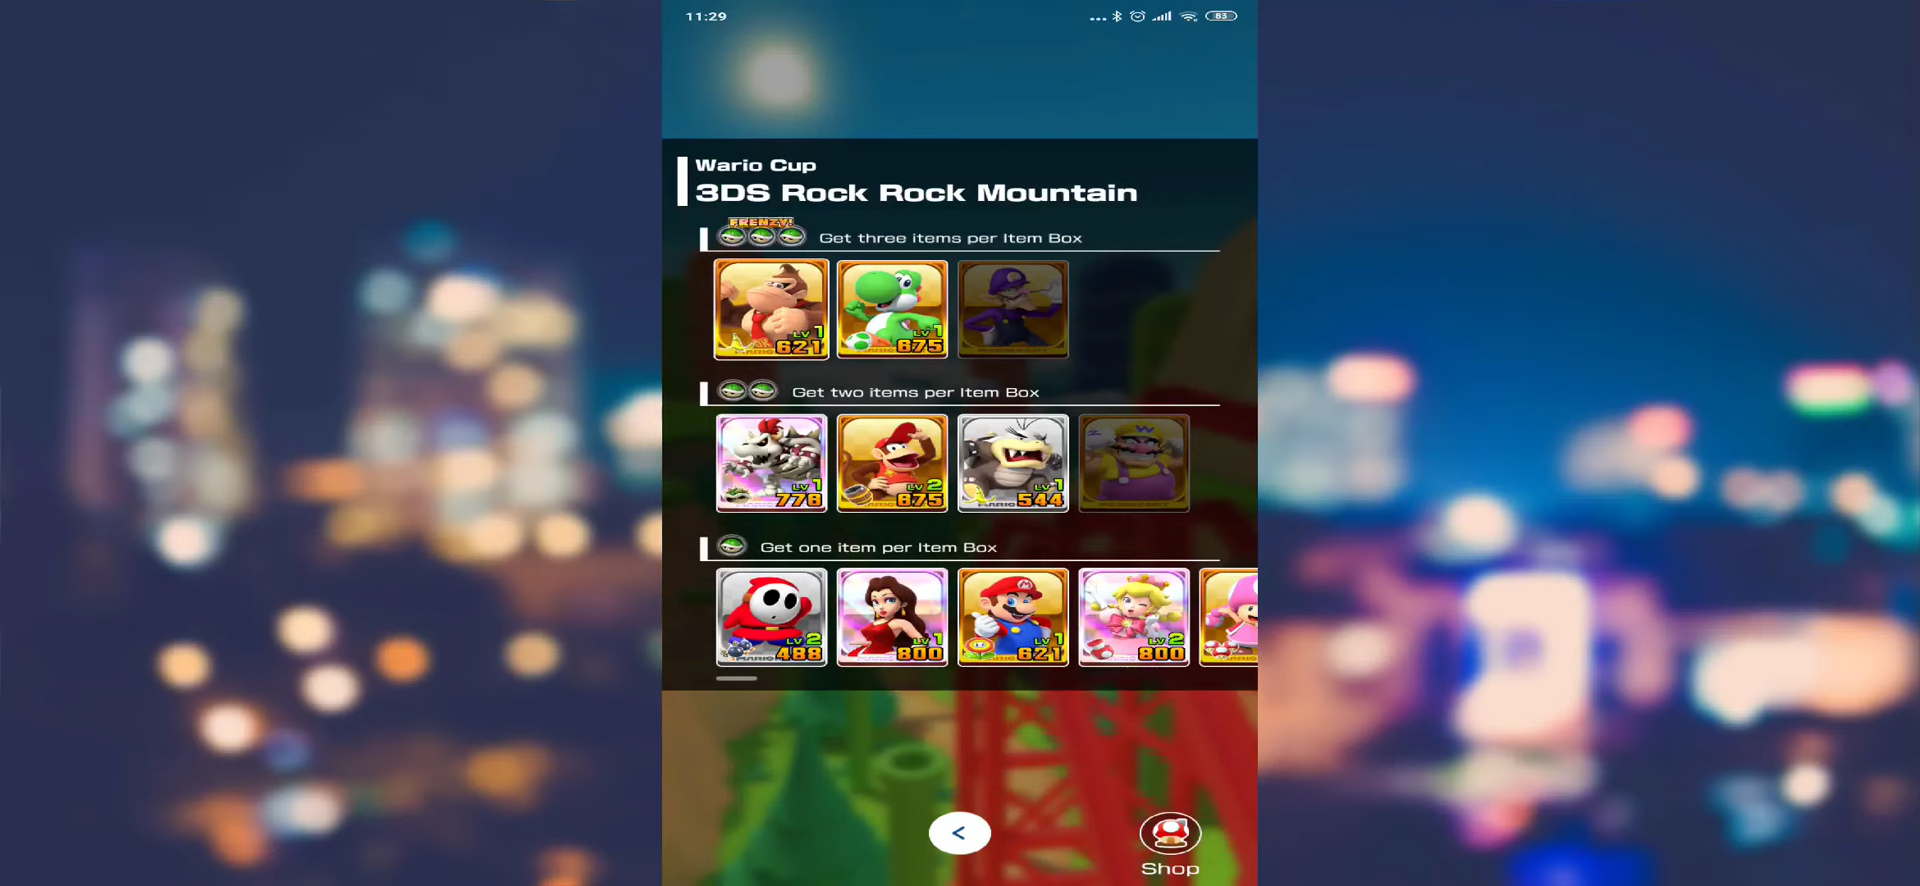 11:29
83
Wario Cup
3DS Rock Rock Mountain
FRENZY!
Get three items per Item Box
LV 1
621
LV 1
675
Get two items per Item Box
LV 1
778
LV 2
675
LV 1
544
Get one item per Item Box
LV 2
488
LV 1
800
LV 1
621
LV 2
800
<
Shop